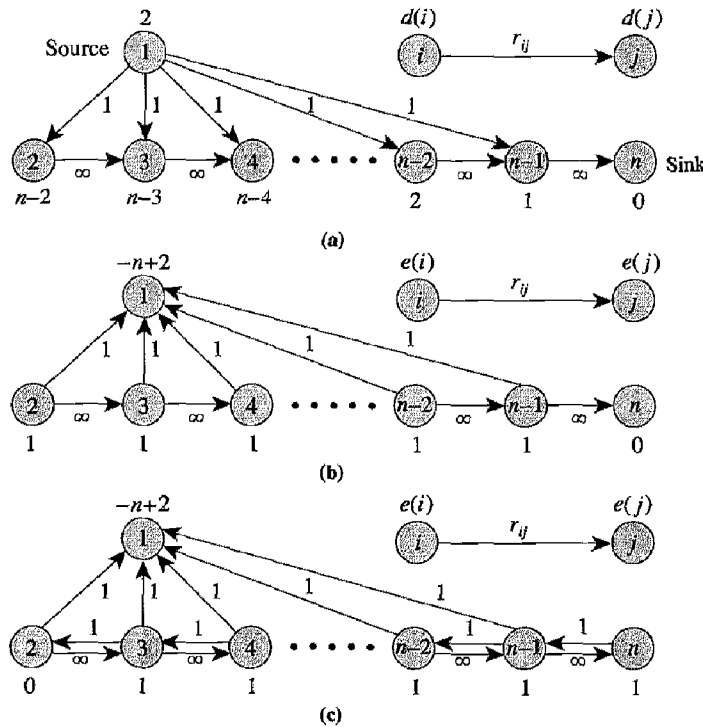 2 d(i) d(j)
Source 1 i r_ij j
1 1 1 1 1
2 3 4 n–2 n–1 n Sink
∞ ∞ ∞ ∞
n–2 n–3 n–4 2 1 0
(a)
–n+2 e(i) e(j)
1 i r_ij j
1 1 1 1 1
2 3 4 n–2 n–1 n
∞ ∞ ∞ ∞
1 1 1 1 1 0
(b)
–n+2 e(i) e(j)
1 i r_ij j
1 1 1 1 1
1 1 1 1
2 3 4 n–2 n–1 n
∞ ∞ ∞ ∞
0 1 1 1 1 1
(c)